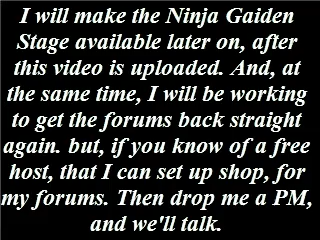 I will make the Ninja Gaiden
Stage available later on, after
this video is uploaded. And, at
the same time, I will be working
to get the forums back straight
again. but, if you know of a free
host, that I can set up shop, for
my forums. Then drop me a PM,
and we'll talk.